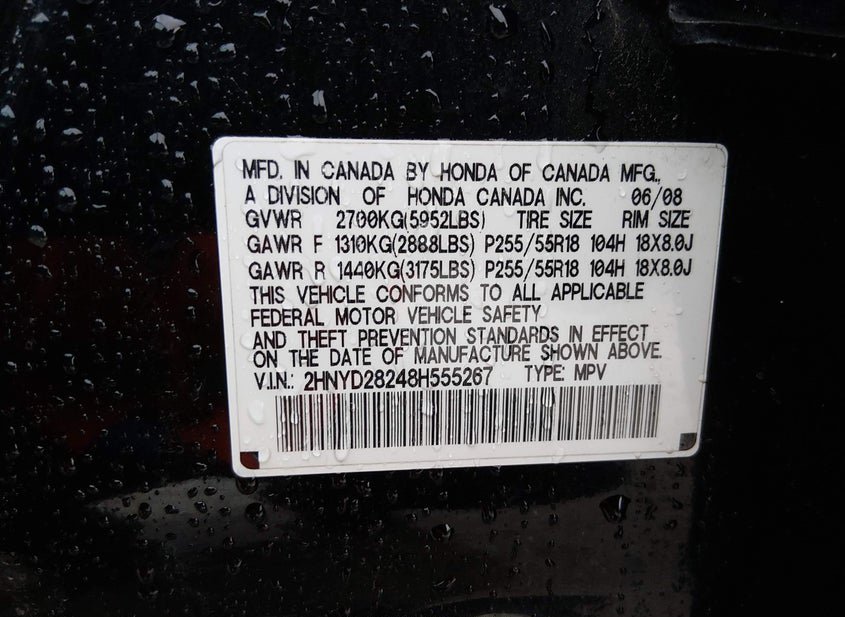 MFD. IN CANADA BY HONDA OF CANADA MFG.,
A DIVISION OF HONDA CANADA INC. 06/08
GVWR 2700KG(5952LBS) TIRE SIZE RIM SIZE
GAWR F 1310KG(2888LBS) P255/55R18 104H 18X8.0J
GAWR R 1440KG(3175LBS) P255/55R18 104H 18X8.0J
THIS VEHICLE CONFORMS TO ALL APPLICABLE
FEDERAL MOTOR VEHICLE SAFETY
AND THEFT PREVENTION STANDARDS IN EFFECT
ON THE DATE OF MANUFACTURE SHOWN ABOVE.
V.I.N.: 2HNYD28248H555267 TYPE: MPV